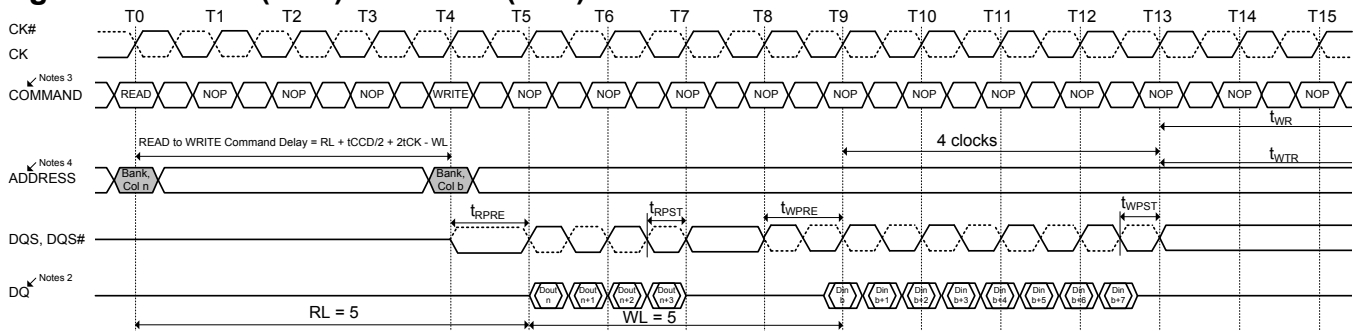 T0 T1 T2 T3 T4 T5 T6 T7 T8 T9 T10 T11 T12 T13 T14 T15
CK#
CK
Notes 3
COMMAND READ NOP NOP NOP WRITE NOP NOP NOP NOP NOP NOP NOP NOP NOP NOP NOP
tWR
READ to WRITE Command Delay = RL + tCCD/2 + 2tCK - WL
4 clocks
tWTR
Notes 4
ADDRESS
Bank, Col n
Bank, Col b
tRPRE tRPST tWPRE tWPST
DQS, DQS#
Notes 2
DQ
Dout n
Dout n+1
Dout n+2
Dout n+3
Din b
Din b+1
Din b+2
Din b+3
Din b+4
Din b+5
Din b+6
Din b+7
RL = 5 WL = 5